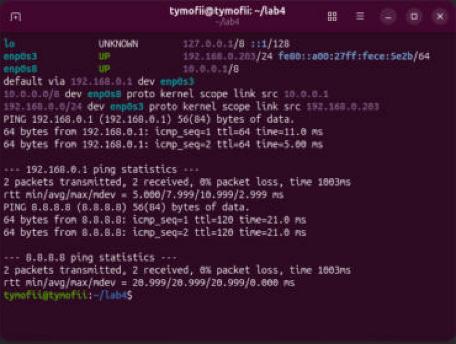 tymofii@tymofii: ~/lab4
~/lab4
lo UNKNOWN 127.0.0.1/8 ::1/128
enp0s3 UP 192.168.0.203/24 fe80::a00:27ff:fece:5e2b/64
enp0s8 UP 10.0.0.1/8
default via 192.168.0.1 dev enp0s3
10.0.0.0/8 dev enp0s8 proto kernel scope link src 10.0.0.1
192.168.0.0/24 dev enp0s3 proto kernel scope link src 192.168.0.203
PING 192.168.0.1 (192.168.0.1) 56(84) bytes of data.
64 bytes from 192.168.0.1: icmp_seq=1 ttl=64 time=11.0 ms
64 bytes from 192.168.0.1: icmp_seq=2 ttl=64 time=5.00 ms
--- 192.168.0.1 ping statistics ---
2 packets transmitted, 2 received, 0% packet loss, time 1003ms
rtt min/avg/max/mdev = 5.000/7.999/10.999/2.999 ms
PING 8.8.8.8 (8.8.8.8) 56(84) bytes of data.
64 bytes from 8.8.8.8: icmp_seq=1 ttl=120 time=21.0 ms
64 bytes from 8.8.8.8: icmp_seq=2 ttl=120 time=21.0 ms
--- 8.8.8.8 ping statistics ---
2 packets transmitted, 2 received, 0% packet loss, time 1003ms
rtt min/avg/max/mdev = 20.999/20.999/20.999/0.000 ms
tymofii@tymofii:~/lab4$